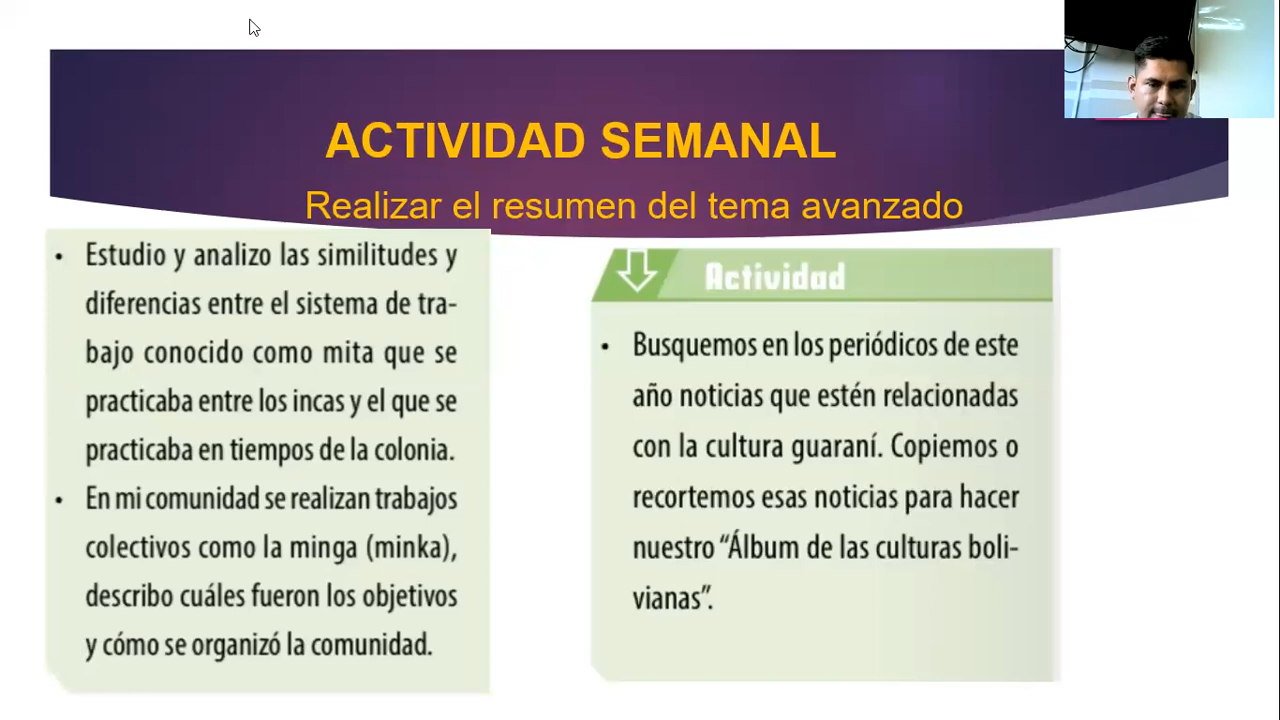 ACTIVIDAD SEMANAL
Realizar el resumen del tema avanzado
• Estudio y analizo las similitudes y
diferencias entre el sistema de tra-
bajo conocido como mita que se
practicaba entre los incas y el que se
practicaba en tiempos de la colonia.
• En mi comunidad se realizan trabajos
colectivos como la minga (minka),
describo cuáles fueron los objetivos
y cómo se organizó la comunidad.
Actividad
• Busquemos en los periódicos de este
año noticias que estén relacionadas
con la cultura guaraní. Copiemos o
recortemos esas noticias para hacer
nuestro “Álbum de las culturas boli-
vianas”.